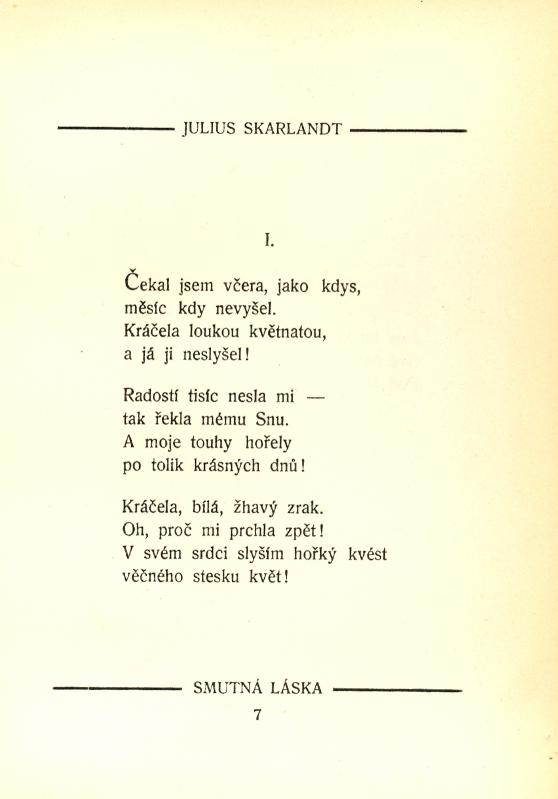 JULIUS SKARLANDT
I.
Čekal jsem včera, jako kdys,
měsíc kdy nevyšel.
Kráčela loukou květnatou,
a já ji neslyšel!
Radostí tisíc nesla mi —
tak řekla mému Snu.
A moje touhy hořely
po tolik krásných dnů!
Kráčela, bílá, žhavý zrak.
Oh, proč mi prchla zpět!
V svém srdci slyším hořký kvést
věčného stesku květ!
SMUTNÁ LÁSKA
7